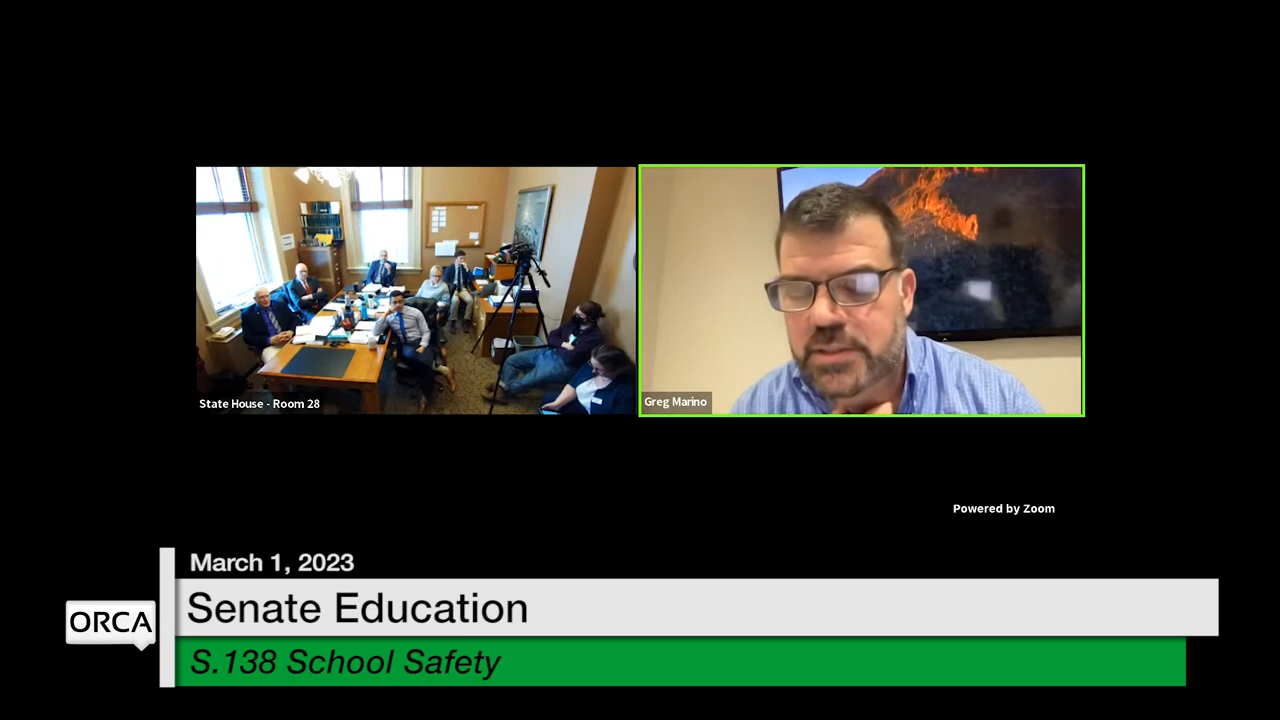 State House - Room 28
Greg Marino
Powered by Zoom
March 1, 2023
Senate Education
ORCA
S.138 School Safety